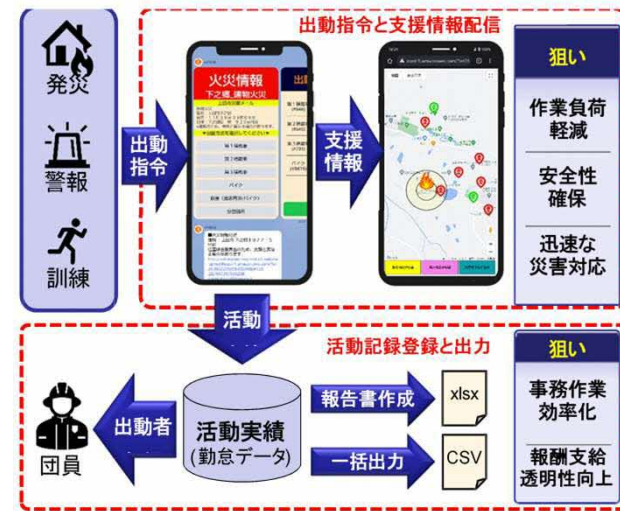 出動指令と支援情報配信
発災
警報
訓練
出動
指令
火災情報
下之郷_建物火災
バイク
支援
情報
狙い
作業負荷
軽減
安全性
確保
迅速な
災害対応
活動
活動記録登録と出力
団員
出動者
活動実績
(勤怠データ)
報告書作成
xlsx
一括出力
CSV
狙い
事務作業
効率化
報酬支給
透明性向上